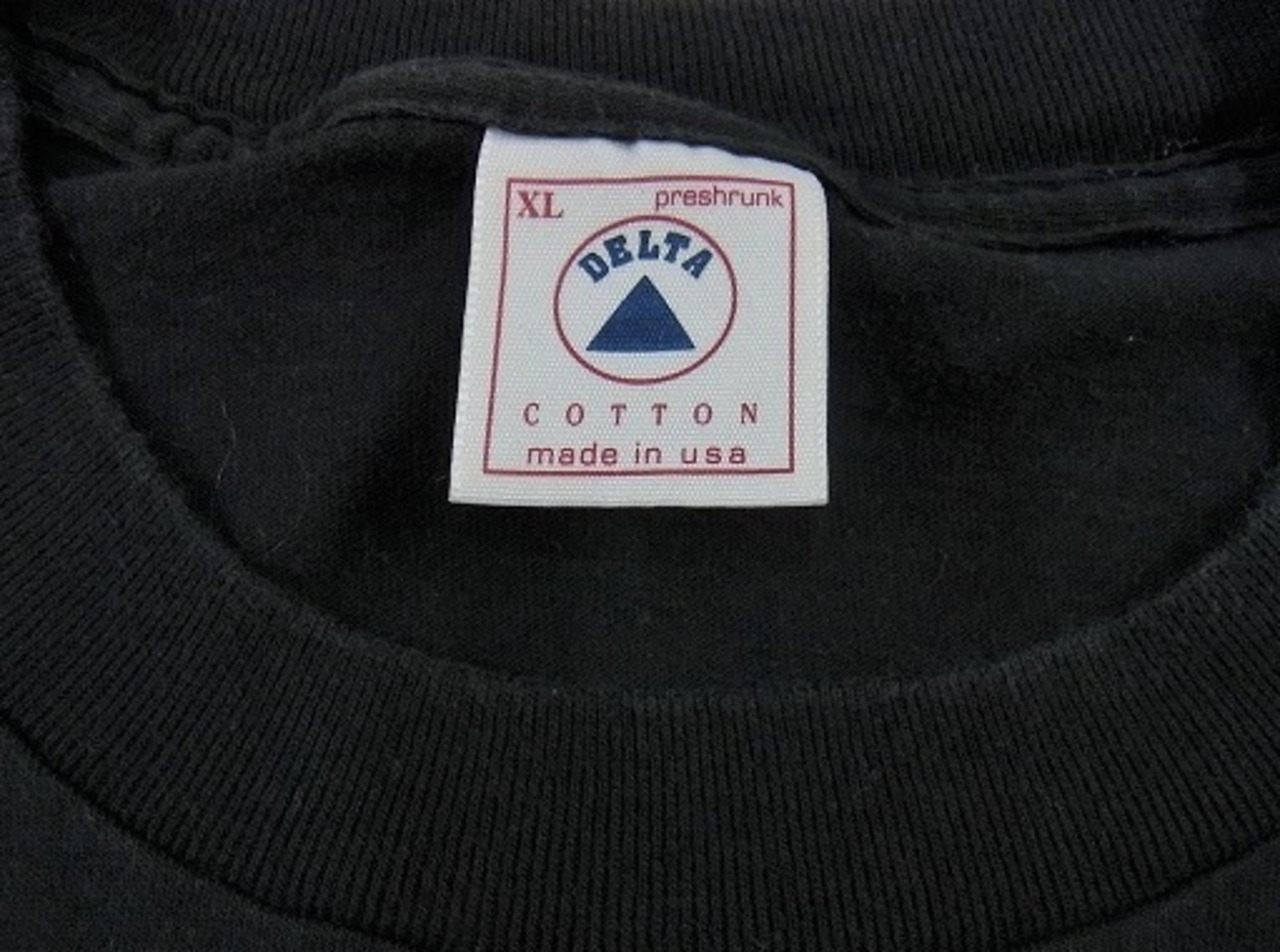 XL preshrunk
DELTA
COTTON
made in usa